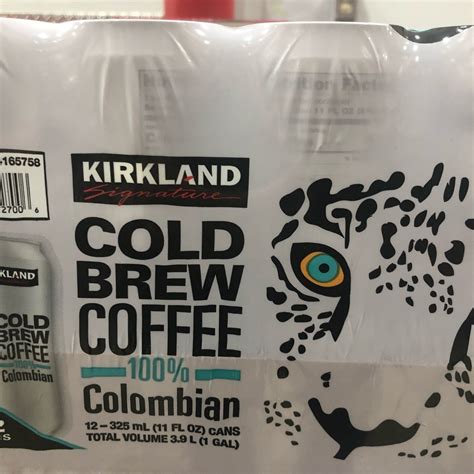 165758
2700 6
KIRKLAND
Signature
COLD
BREW
COFFEE
100%
Colombian
12 – 325 mL (11 FL OZ) CANS
TOTAL VOLUME 3.9 L (1 GAL)
KIRKLAND
COLD
BREW
COFFEE
100%
Colombian